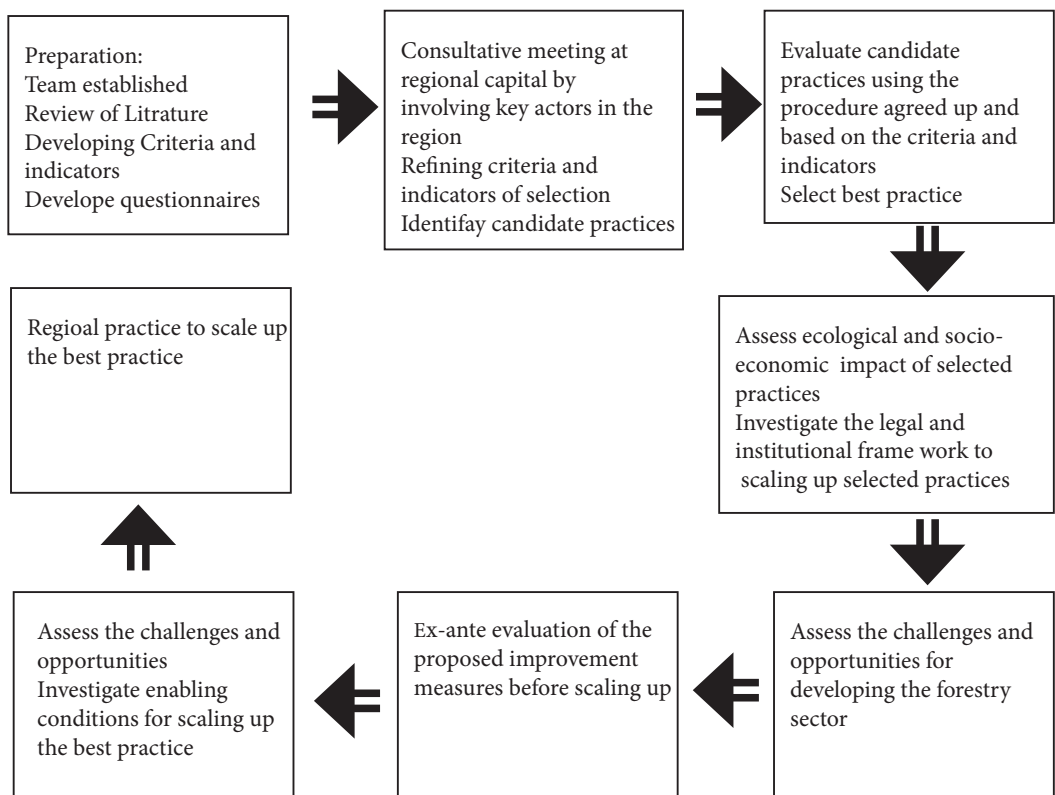 Preparation:
Team established
Review of Litrature
Developing Criteria and
indicators
Develope questionnaires
Consultative meeting at
regional capital by
involving key actors in the
region
Refining criteria and
indicators of selection
Identifay candidate practices
Evaluate candidate
practices using the
procedure agreed up and
based on the criteria and
indicators
Select best practice
Assess ecological and socio-
economic impact of selected
practices
Investigate the legal and
institutional frame work to
scaling up selected practices
Assess the challenges and
opportunities for
developing the forestry
sector
Ex-ante evaluation of the
proposed improvement
measures before scaling up
Assess the challenges and
opportunities
Investigate enabling
conditions for scaling up
the best practice
Regioal practice to scale up
the best practice